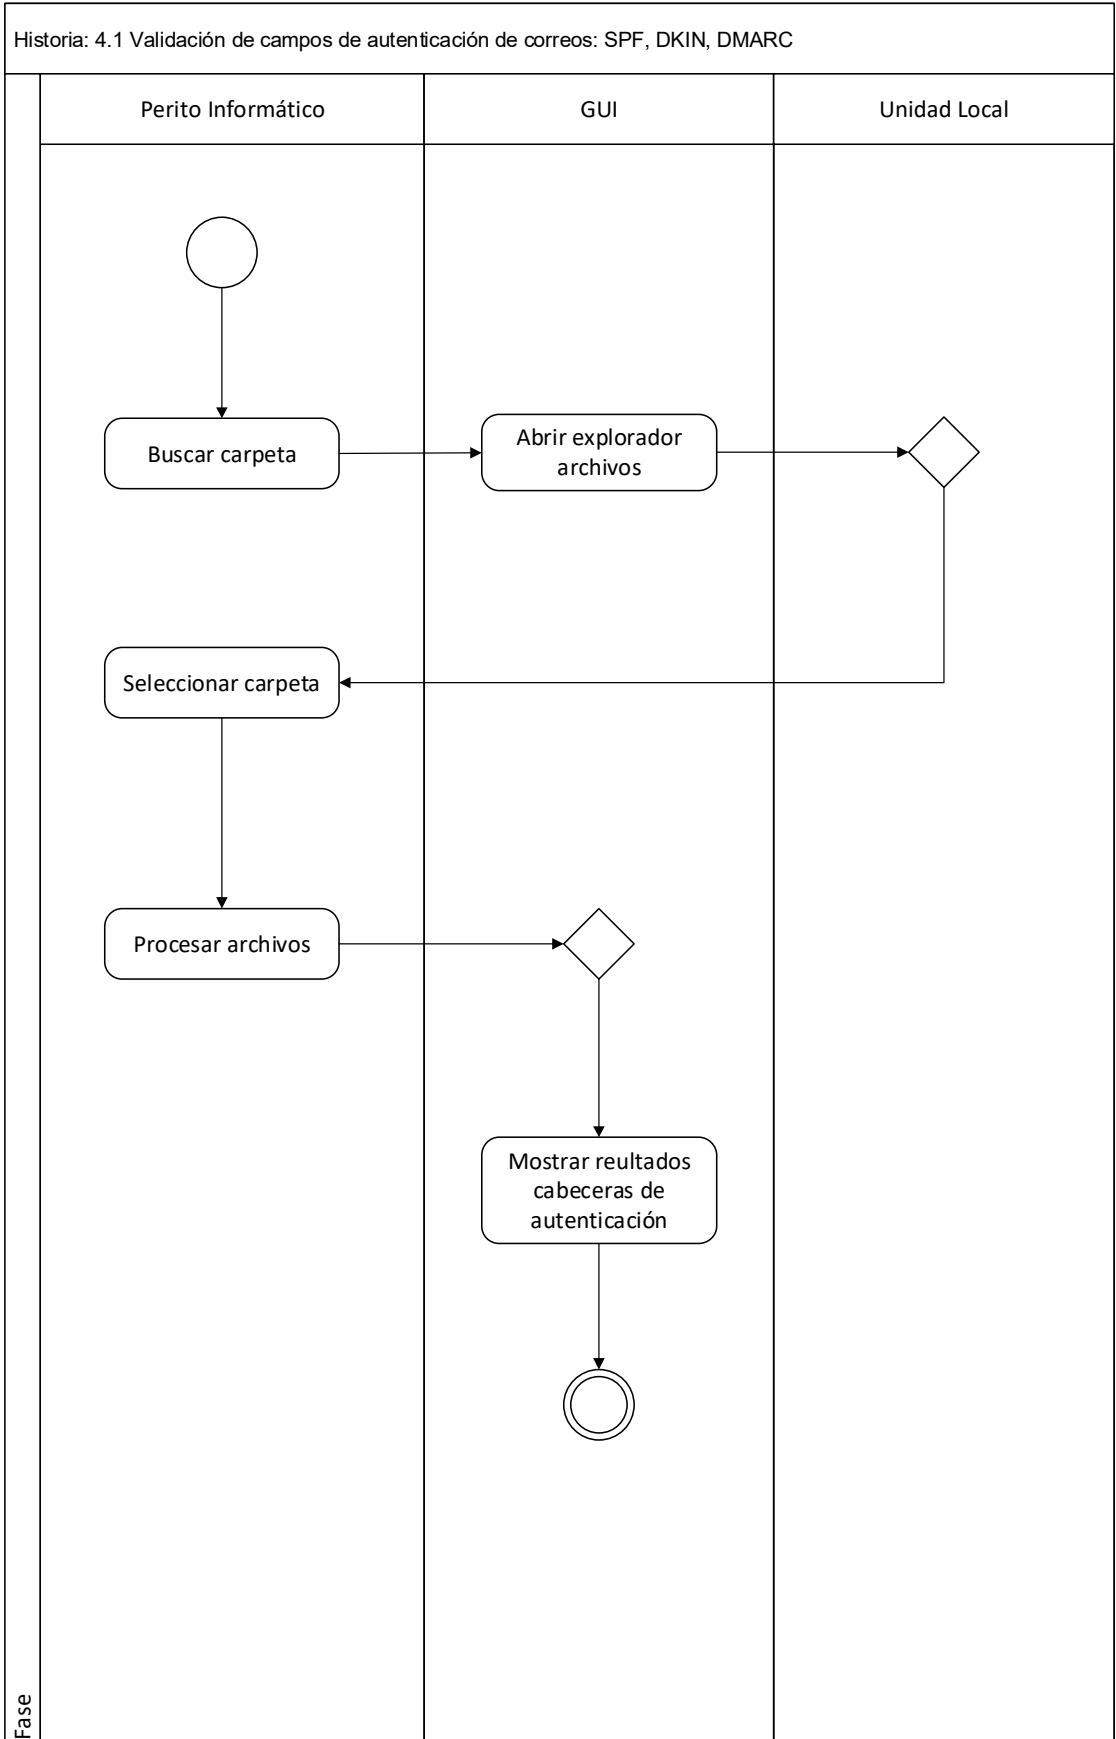 Historia: 4.1 Validación de campos de autenticación de correos: SPF, DKIN, DMARC
Perito Informático
GUI
Unidad Local
Buscar carpeta
Abrir explorador
archivos
Seleccionar carpeta
Procesar archivos
Mostrar reultados
cabeceras de
autenticación
Fase